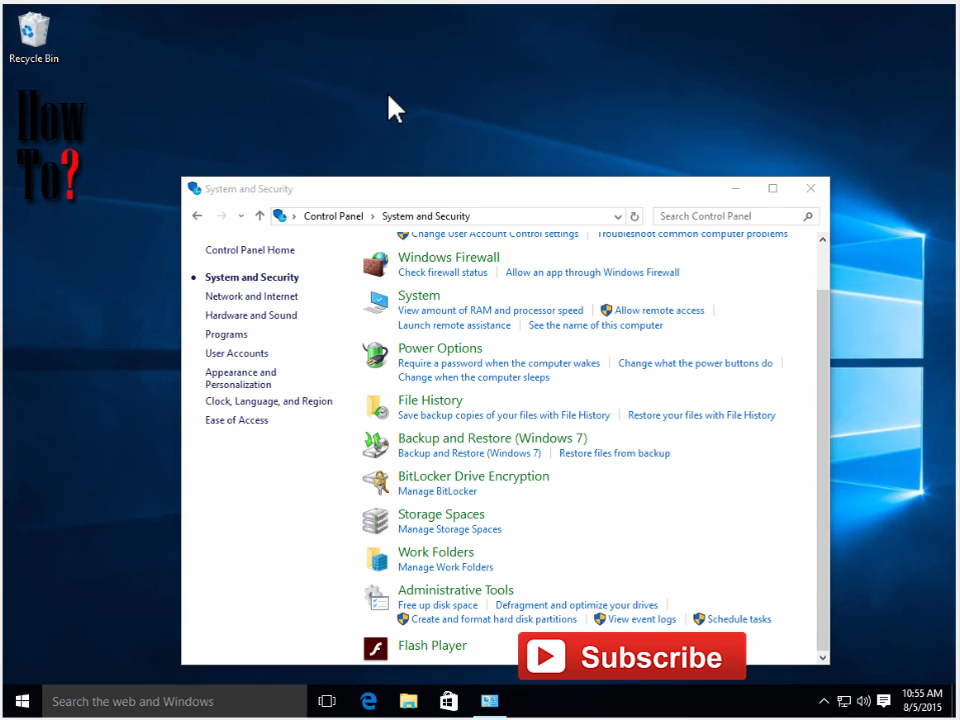 Recycle Bin
How
To?
System and Security
Control Panel › System and Security
Search Control Panel
Control Panel Home
System and Security
Network and Internet
Hardware and Sound
Programs
User Accounts
Appearance and
Personalization
Clock, Language, and Region
Ease of Access
Change User Account Control settings | Troubleshoot common computer problems
Windows Firewall
Check firewall status | Allow an app through Windows Firewall
System
View amount of RAM and processor speed | Allow remote access |
Launch remote assistance | See the name of this computer
Power Options
Require a password when the computer wakes | Change what the power buttons do |
Change when the computer sleeps
File History
Save backup copies of your files with File History | Restore your files with File History
Backup and Restore (Windows 7)
Backup and Restore (Windows 7) | Restore files from backup
BitLocker Drive Encryption
Manage BitLocker
Storage Spaces
Manage Storage Spaces
Work Folders
Manage Work Folders
Administrative Tools
Free up disk space | Defragment and optimize your drives |
Create and format hard disk partitions | View event logs | Schedule tasks
Flash Player
Subscribe
Search the web and Windows
10:55 AM
8/5/2015